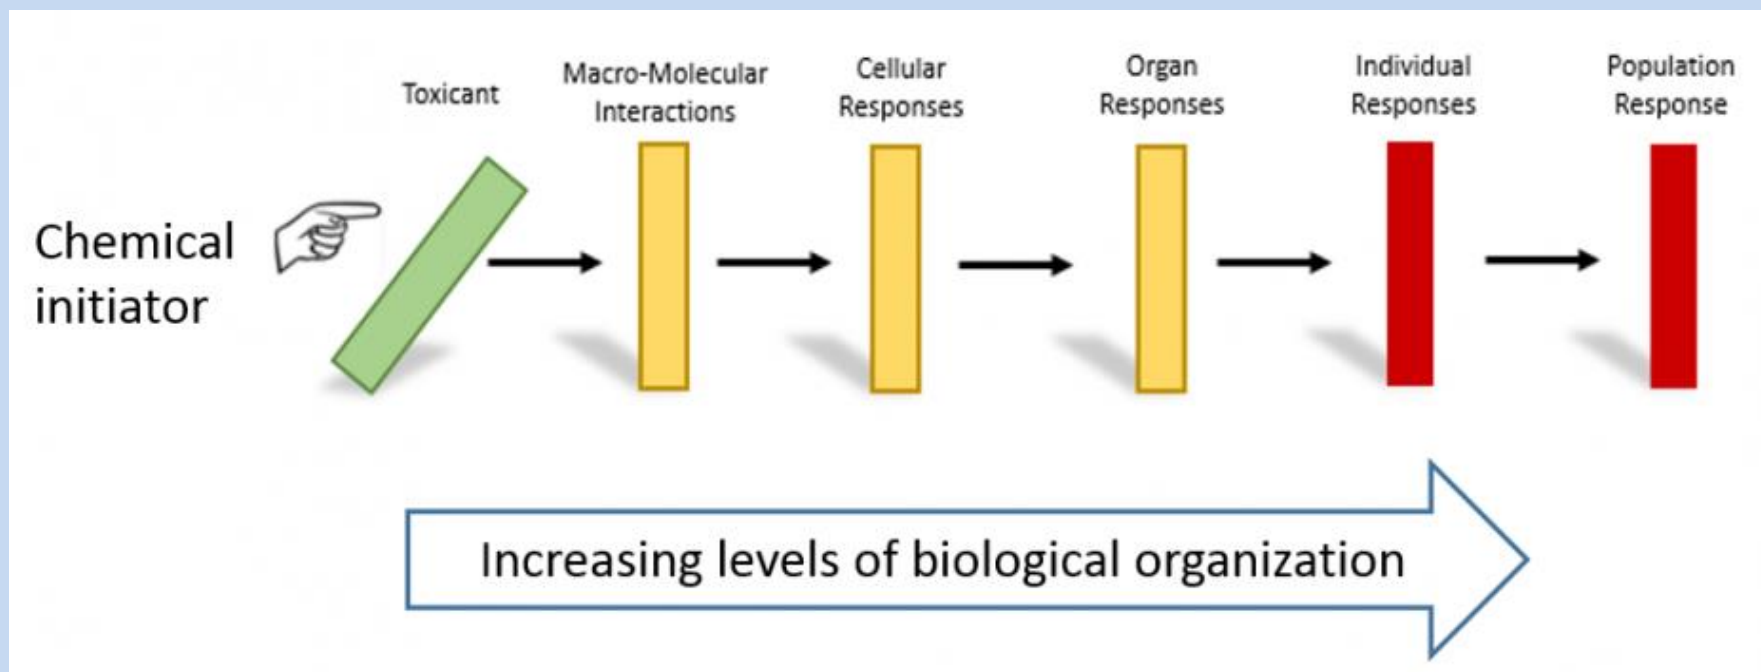 Toxicant
Macro-Molecular
Interactions
Cellular
Responses
Organ
Responses
Individual
Responses
Population
Response
Chemical
initiator
Increasing levels of biological organization